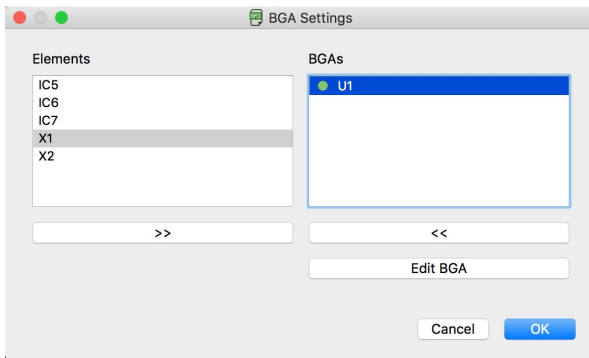 BGA Settings
Elements
BGAs
IC5
IC6
IC7
X1
X2
U1
>>
<<
Edit BGA
Cancel
OK